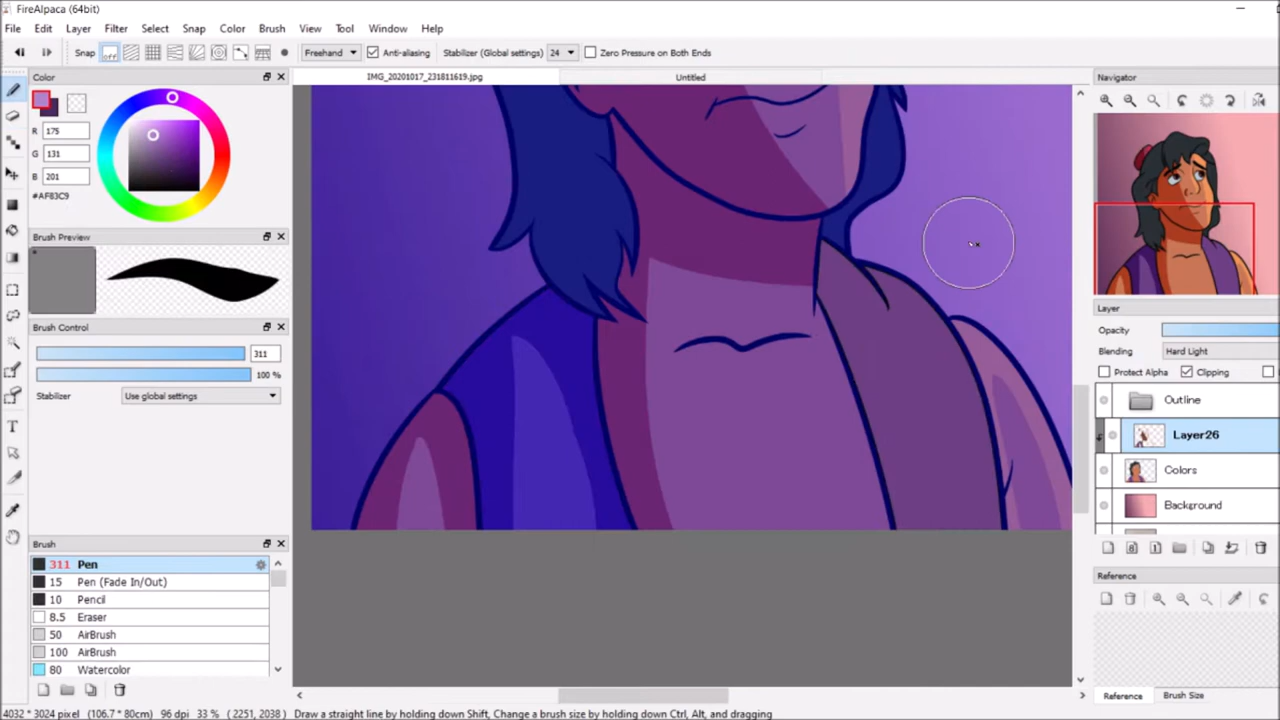 FireAlpaca (64bit)
File Edit Layer Filter Select Snap Color Brush View Tool Window Help
Snap off Freehand Anti-aliasing Stabilizer (Global settings) 24 Zero Pressure on Both Ends
Color
IMG_20201017_231811619.jpg Untitled
Navigator
R 175
G 131
B 201
#AF83C9
Brush Preview
Brush Control
311
100 %
Stabilizer Use global settings
Layer
Opacity
Blending Hard Light
Protect Alpha Clipping
Outline
Layer26
Colors
Background
Brush
311 Pen
15 Pen (Fade In/Out)
10 Pencil
8.5 Eraser
50 AirBrush
100 AirBrush
80 Watercolor
8 1
Reference
Reference Brush Size
4032 * 3024 pixel (106.7 * 80cm) 96 dpi 33 % ( 2251, 2038 ) Draw a straight line by holding down Shift, Change a brush size by holding down Ctrl, Alt, and dragging